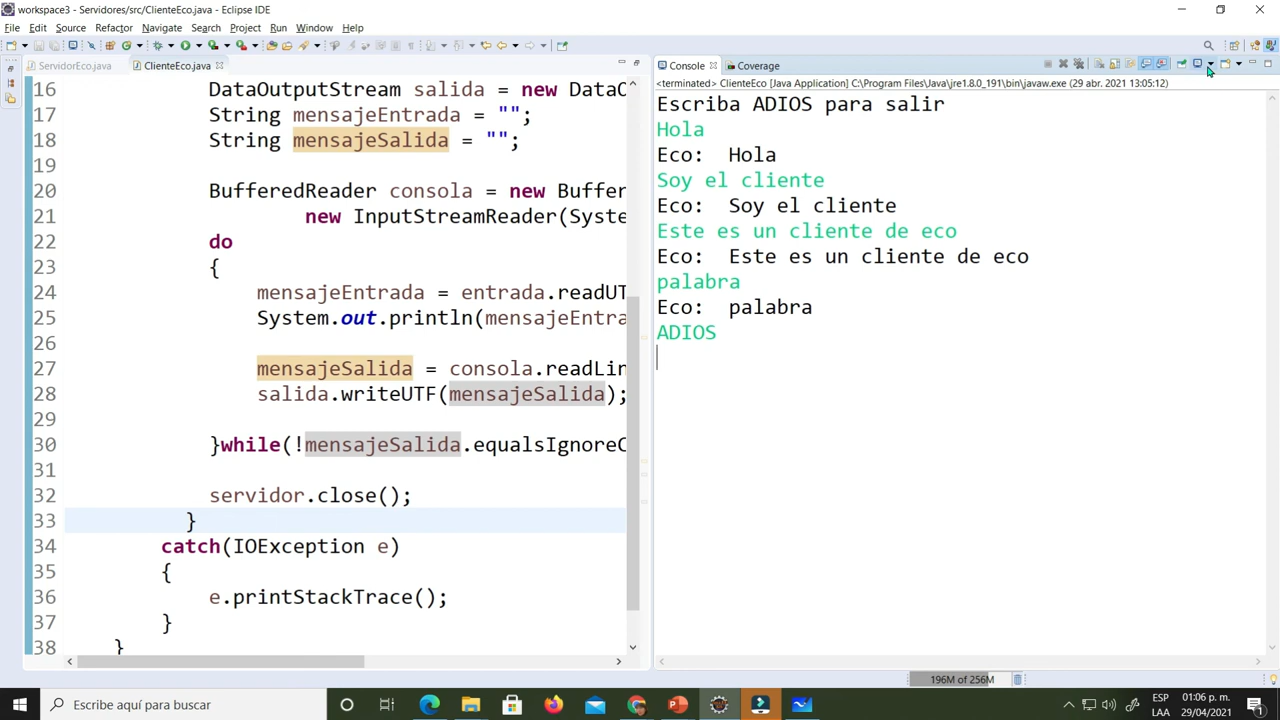 workspace3 - Servidores/src/ClienteEco.java - Eclipse IDE
File Edit Source Refactor Navigate Search Project Run Window Help
ServidorEco.java ClienteEco.java
16 DataOutputStream salida = new DataO
17 String mensajeEntrada = "";
18 String mensajeSalida = "";
19
20 BufferedReader consola = new Buffer
21 new InputStreamReader(Syste
22 do
23 {
24 mensajeEntrada = entrada.readUT
25 System.out.println(mensajeEntra
26
27 mensajeSalida = consola.readLin
28 salida.writeUTF(mensajeSalida);
29
30 }while(!mensajeSalida.equalsIgnoreC
31
32 servidor.close();
33 }
34 catch(IOException e)
35 {
36 e.printStackTrace();
37 }
38 }
Console Coverage
<terminated> ClienteEco [Java Application] C:\Program Files\Java\jre1.8.0_191\bin\javaw.exe (29 abr. 2021 13:05:12)
Escriba ADIOS para salir
Hola
Eco:  Hola
Soy el cliente
Eco:  Soy el cliente
Este es un cliente de eco
Eco:  Este es un cliente de eco
palabra
Eco:  palabra
ADIOS
196M of 256M
Escribe aquí para buscar
ESP
LAA
01:06 p. m.
29/04/2021
1